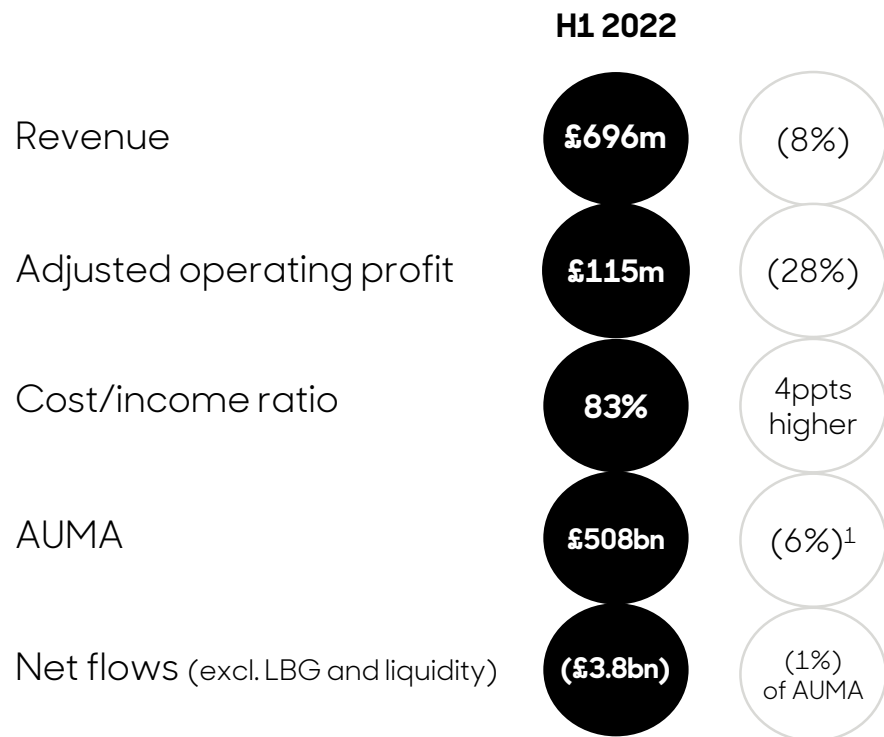 H1 2022
Revenue £696m (8%)
Adjusted operating profit £115m (28%)
Cost/income ratio 83% 4ppts
higher
AUMA £508bn (6%)1
Net flows (excl. LBG and liquidity) (£3.8bn) (1%)
of AUMA